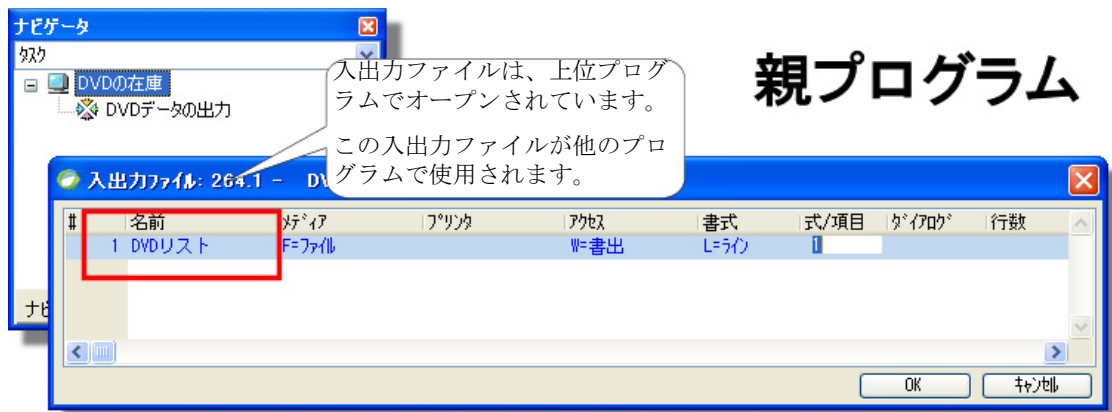 ナビゲータ
タスク
DVDの在庫
DVDデータの出力
親プログラム
入出力ファイルは、上位プログ
ラムでオープンされています。
この入出力ファイルが他のプロ
グラムで使用されます。
入出力ファイル: 264.1 -
# 名前 メディア プリンタ アクセス 書式 式/項目 ダイアログ 行数
1 DVDリスト F=ファイル W=書出 L=ライン 1
OK キャンセル